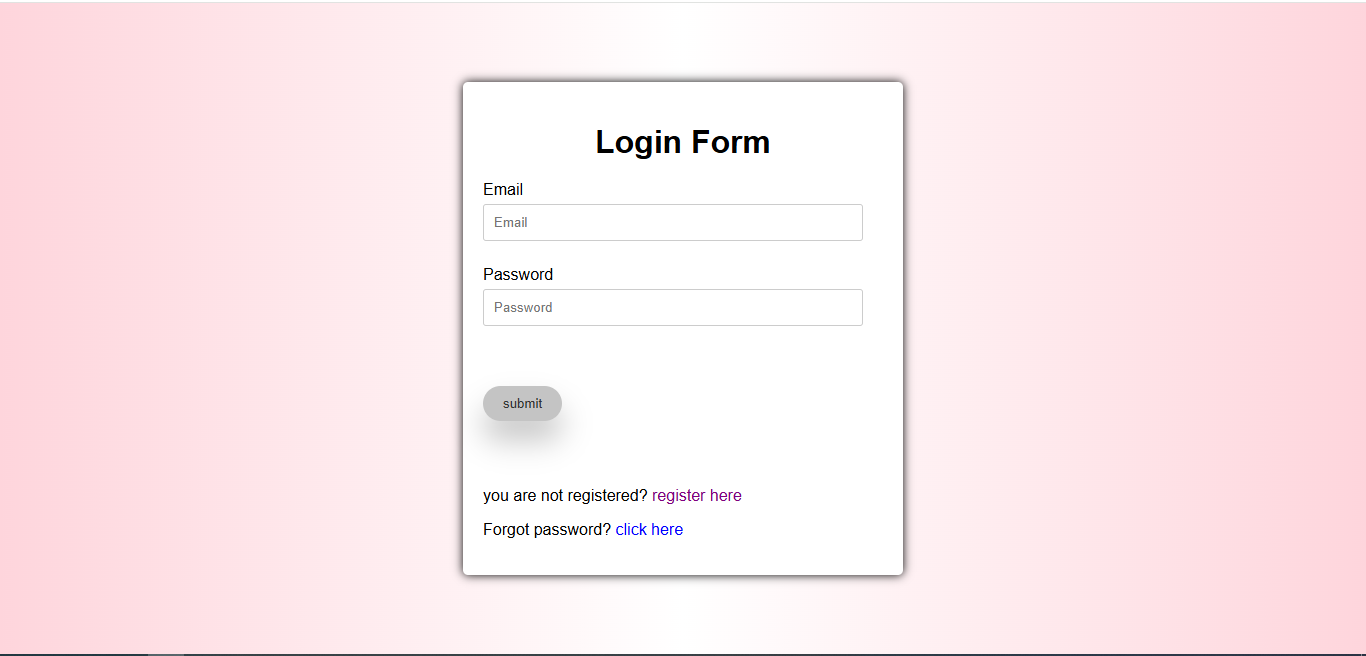 Login Form
Email
Email
Password
Password
submit
you are not registered? register here
Forgot password? click here